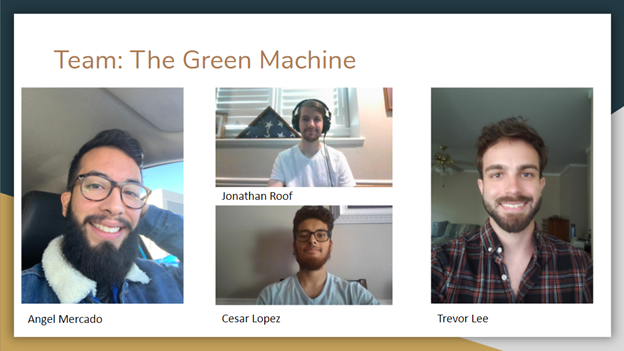 Team: The Green Machine
Jonathan Roof
Angel Mercado
Cesar Lopez
Trevor Lee